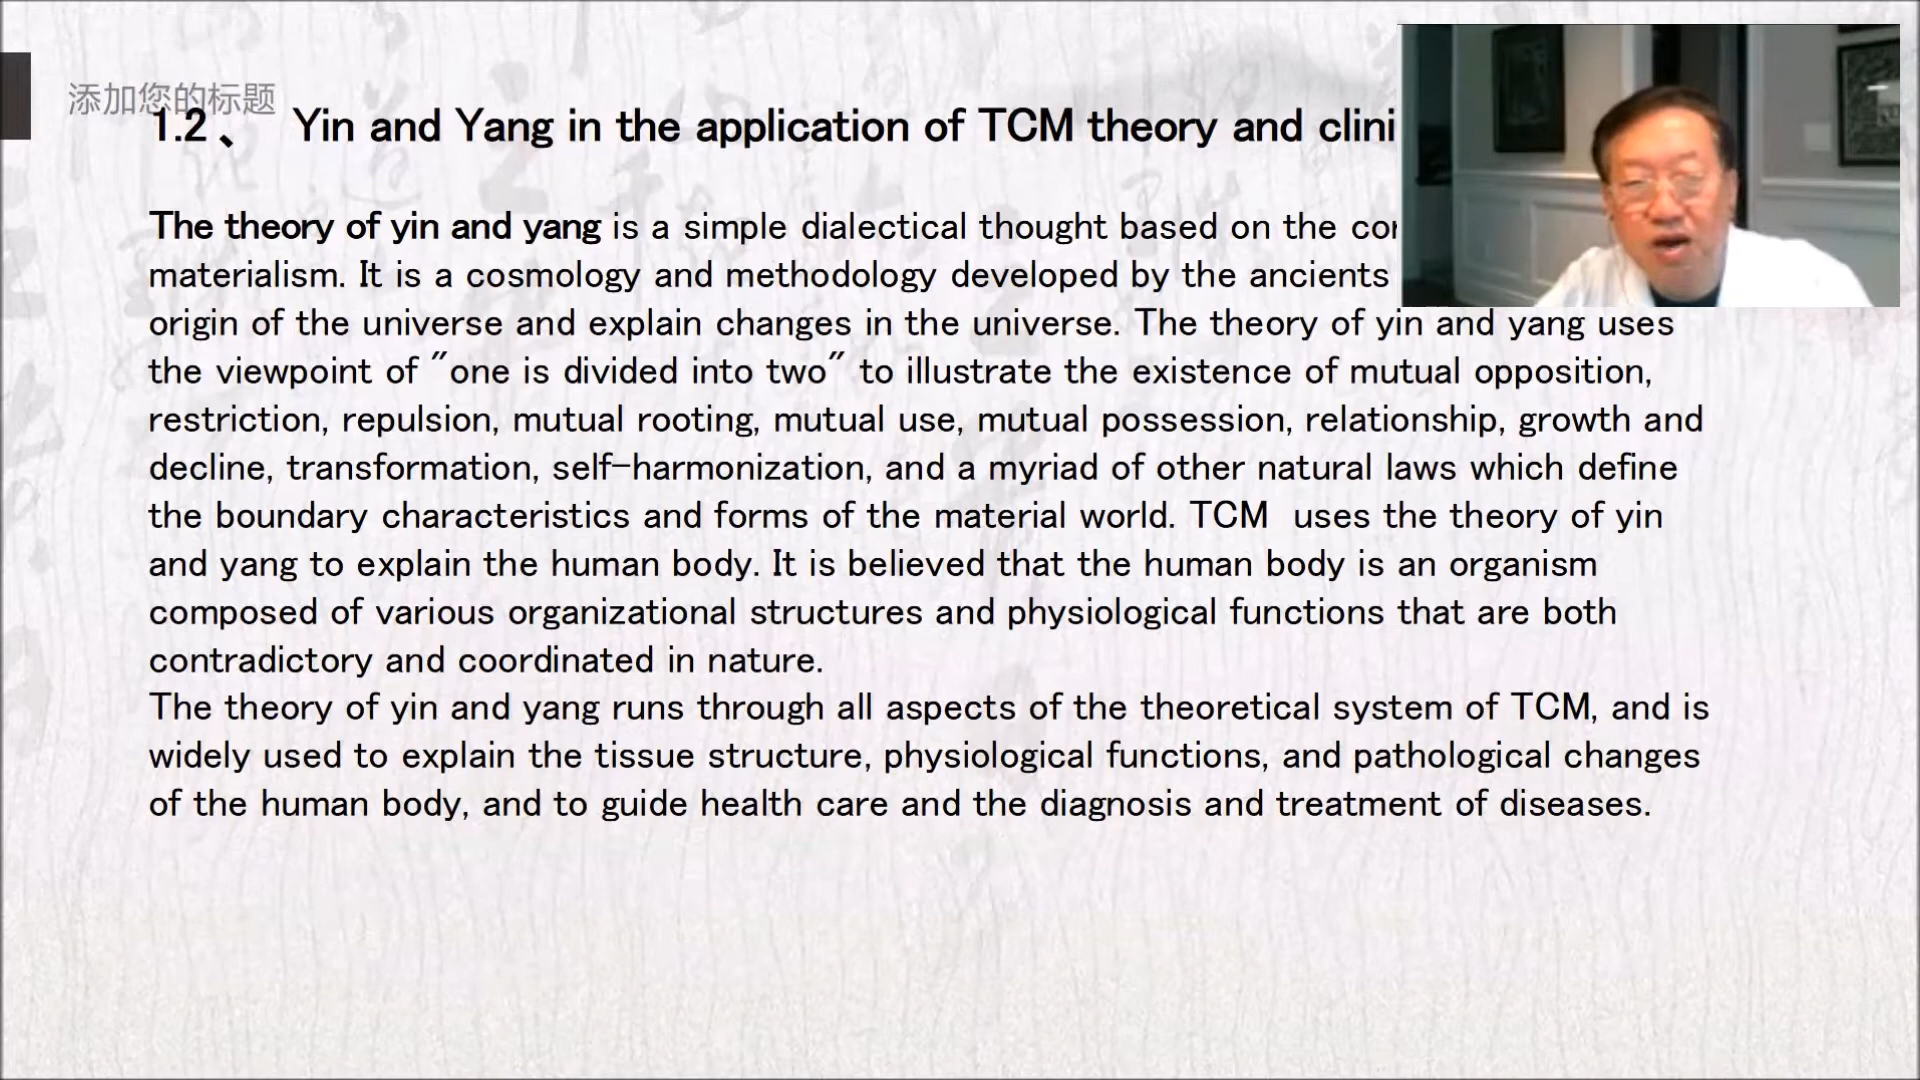 添加您的标题
1.2、 Yin and Yang in the application of TCM theory and clini
The theory of yin and yang is a simple dialectical thought based on the
materialism. It is a cosmology and methodology developed by the ancients
origin of the universe and explain changes in the universe. The theory of yin and yang uses
the viewpoint of "one is divided into two" to illustrate the existence of mutual opposition,
restriction, repulsion, mutual rooting, mutual use, mutual possession, relationship, growth and
decline, transformation, self-harmonization, and a myriad of other natural laws which define
the boundary characteristics and forms of the material world. TCM uses the theory of yin
and yang to explain the human body. It is believed that the human body is an organism
composed of various organizational structures and physiological functions that are both
contradictory and coordinated in nature.
The theory of yin and yang runs through all aspects of the theoretical system of TCM, and is
widely used to explain the tissue structure, physiological functions, and pathological changes
of the human body, and to guide health care and the diagnosis and treatment of diseases.